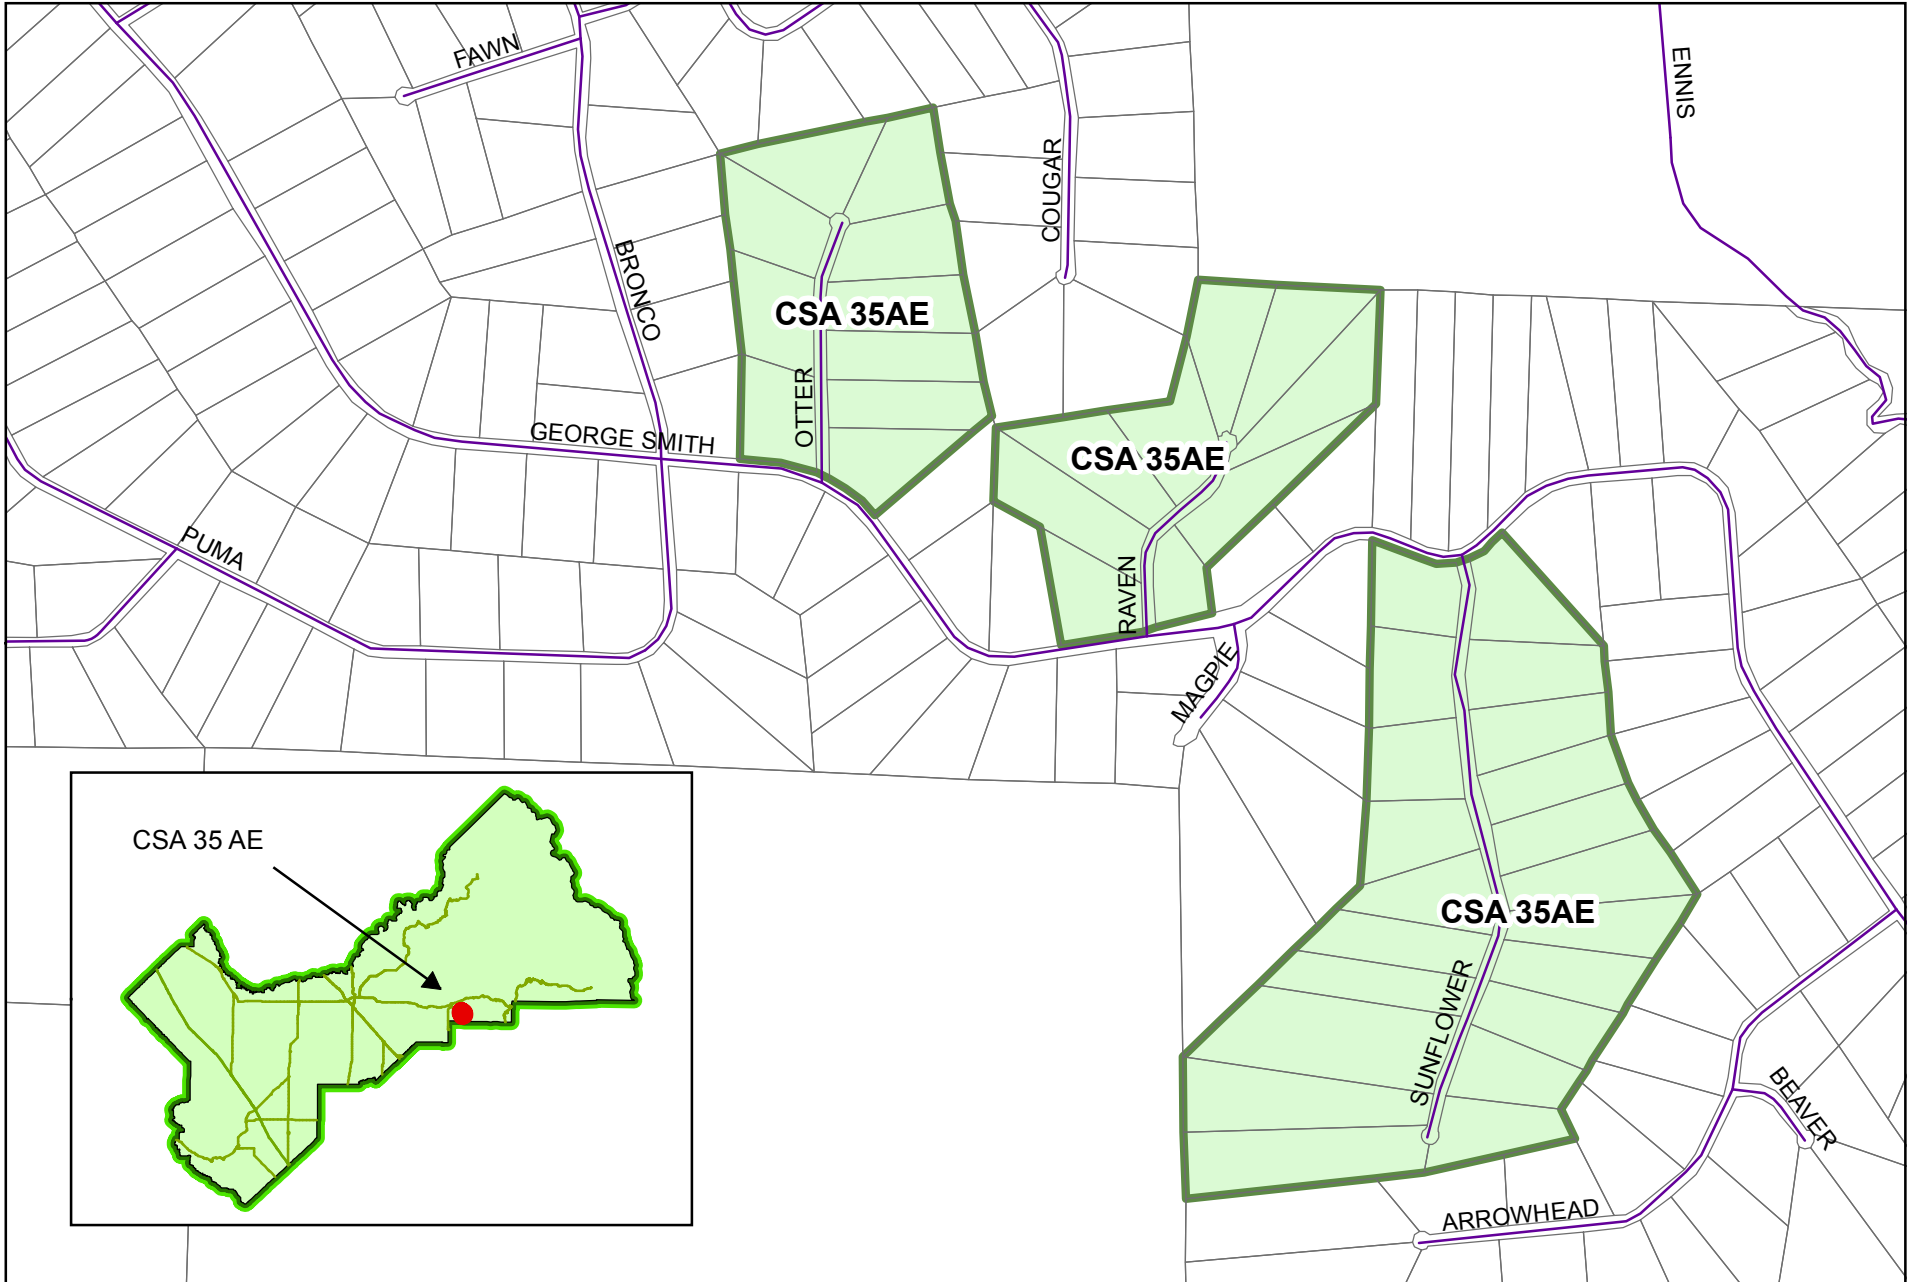 FAWN
ENNIS
COUGAR
BRONCO
CSA 35AE
OTTER
GEORGE SMITH
CSA 35AE
PUMA
RAVEN
MAGPIE
CSA 35AE
CSA 35 AE
SUNFLOWER
BEAVER
ARROWHEAD